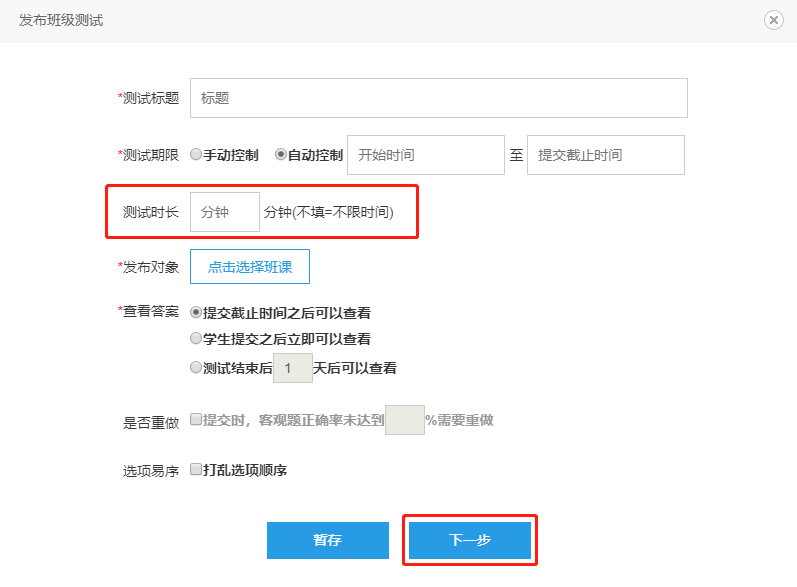 发布班级测试
*测试标题 标题
*测试期限 手动控制 自动控制 开始时间 至 提交截止时间
测试时长 分钟 分钟(不填=不限时间)
*发布对象 点击选择班课
*查看答案 提交截止时间之后可以查看
学生提交之后立即可以查看
测试结束后 1 天后可以查看
是否重做 提交时，客观题正确率未达到 %需要重做
选项易序 打乱选项顺序
暂存 下一步